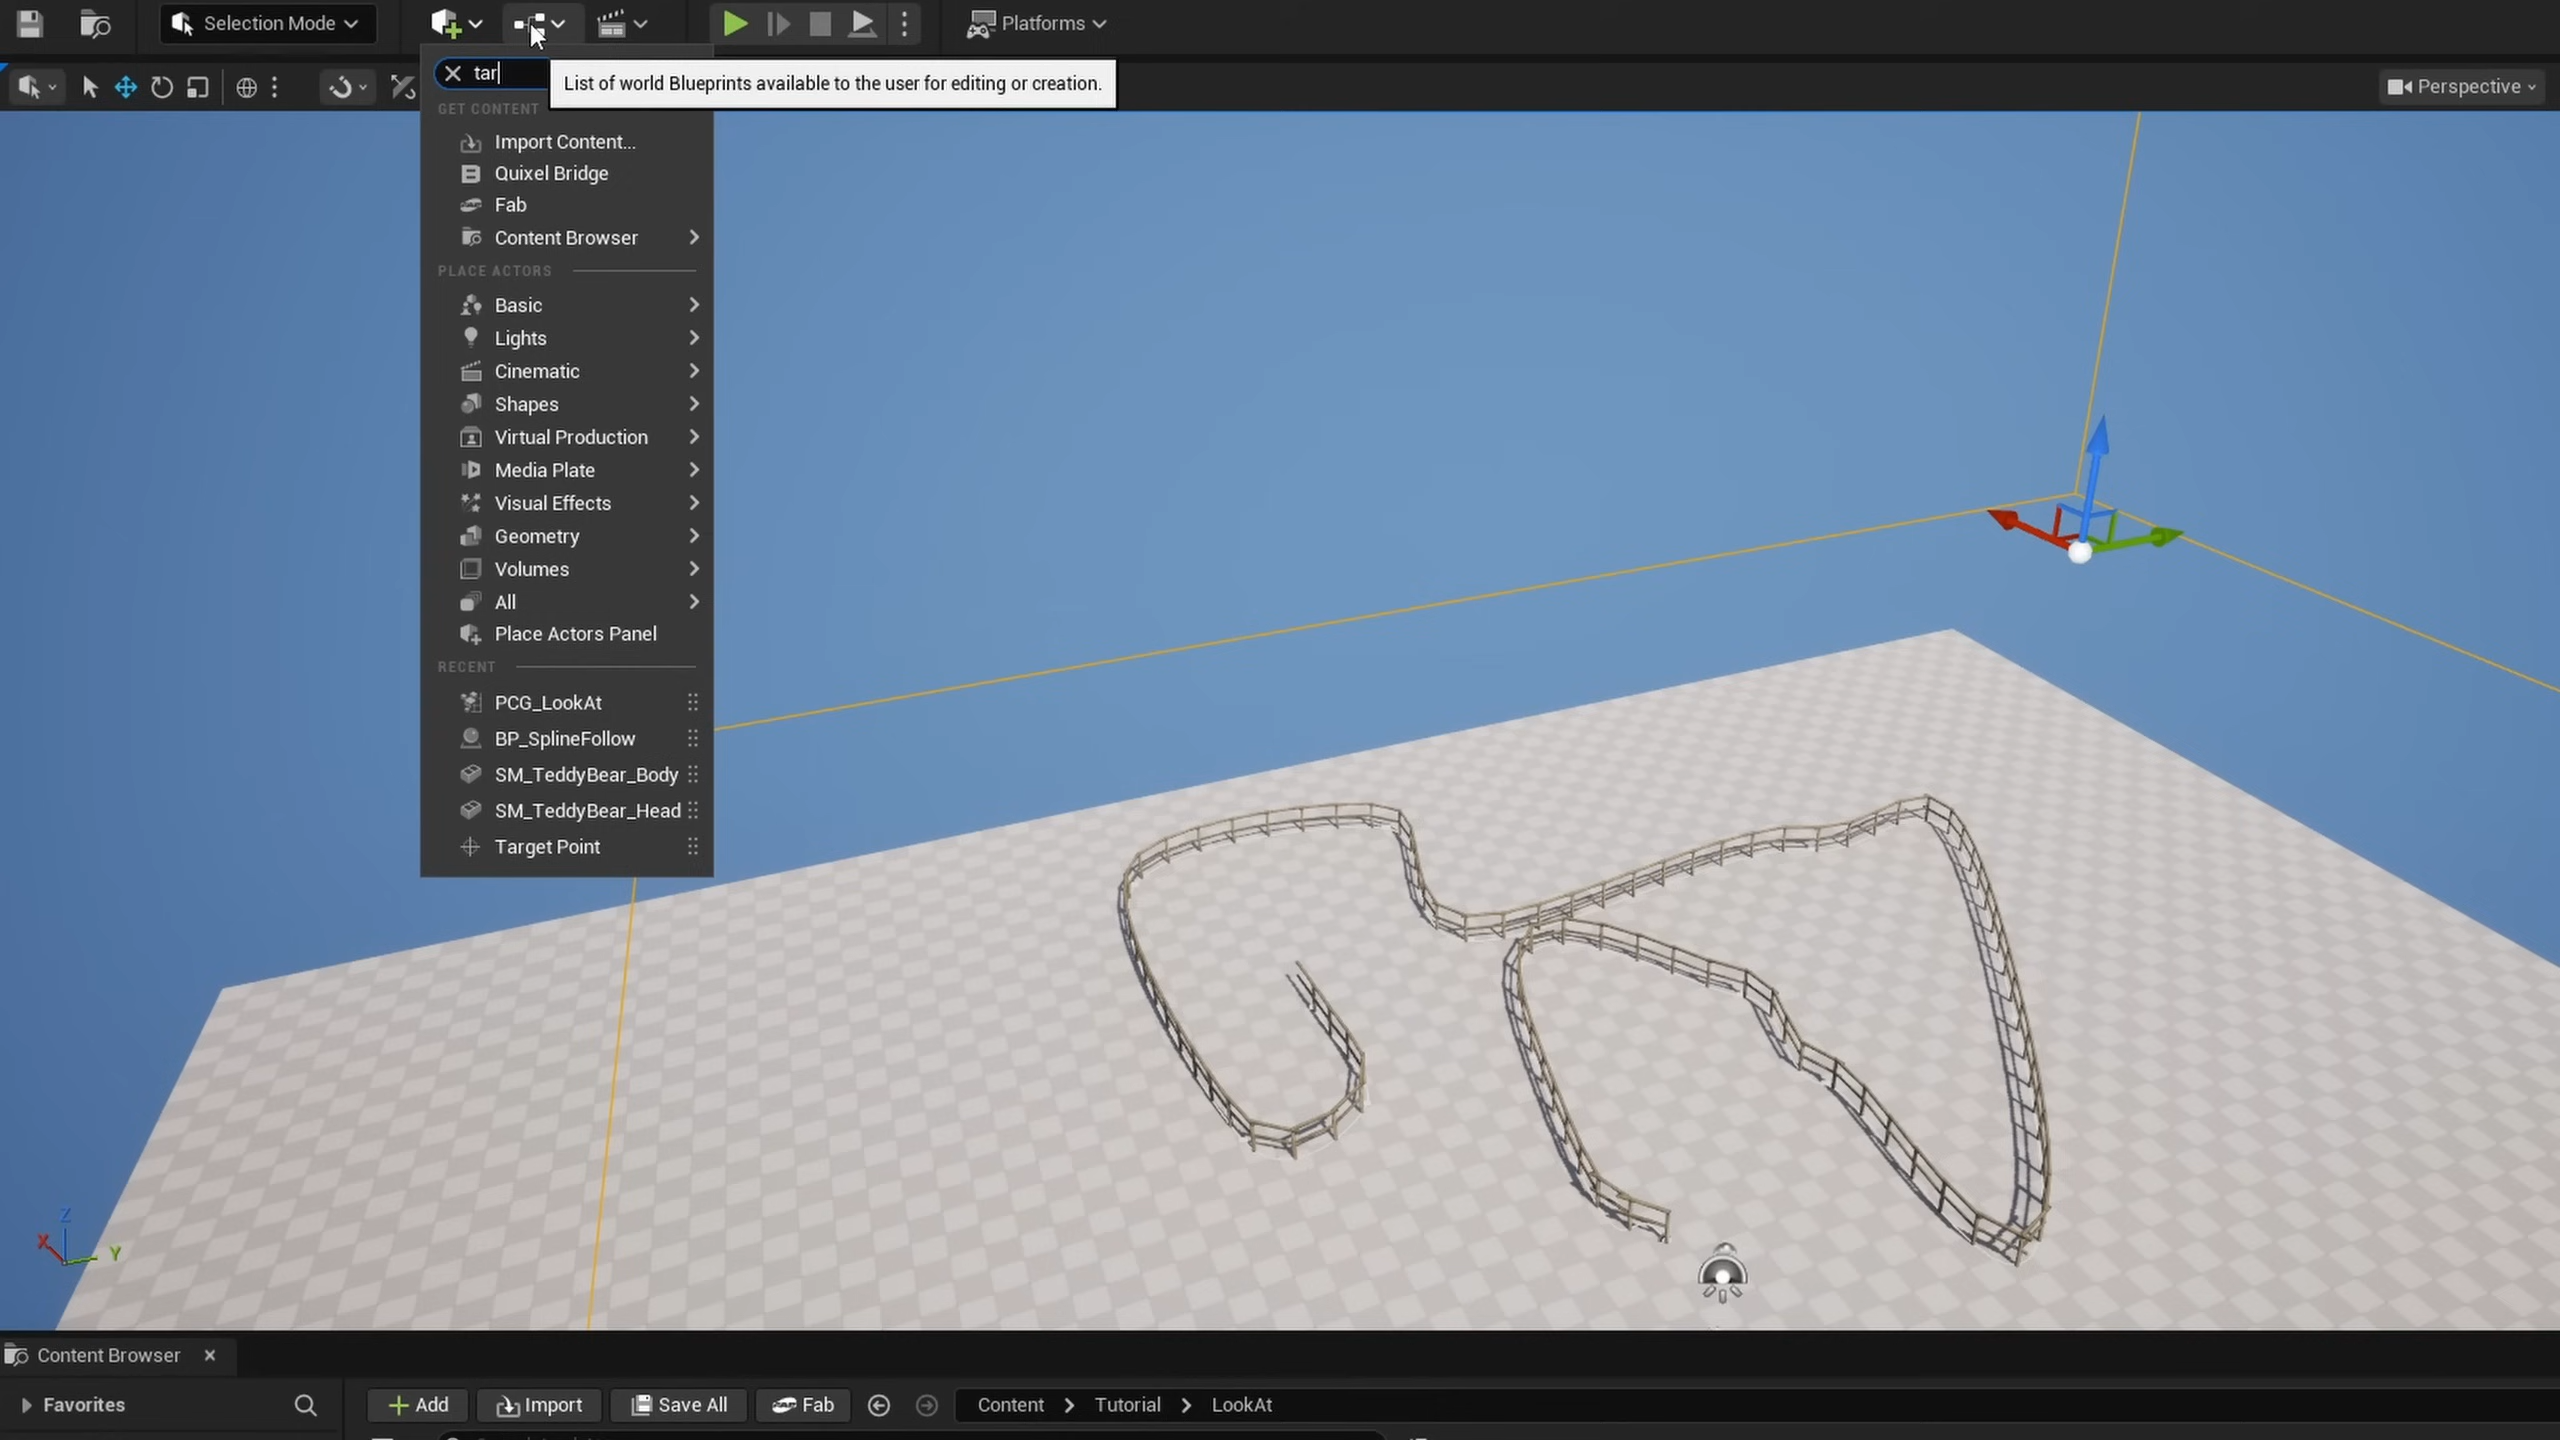 Selection Mode
Platforms
tar
List of world Blueprints available to the user for editing or creation.
Perspective
GET CONTENT
Import Content...
Quixel Bridge
Fab
Content Browser
PLACE ACTORS
Basic
Lights
Cinematic
Shapes
Virtual Production
Media Plate
Visual Effects
Geometry
Volumes
All
Place Actors Panel
RECENT
PCG_LookAt
BP_SplineFollow
SM_TeddyBear_Body
SM_TeddyBear_Head
Target Point
Z
X
Y
Content Browser
Favorites
Add
Import
Save All
Fab
Content
Tutorial
LookAt